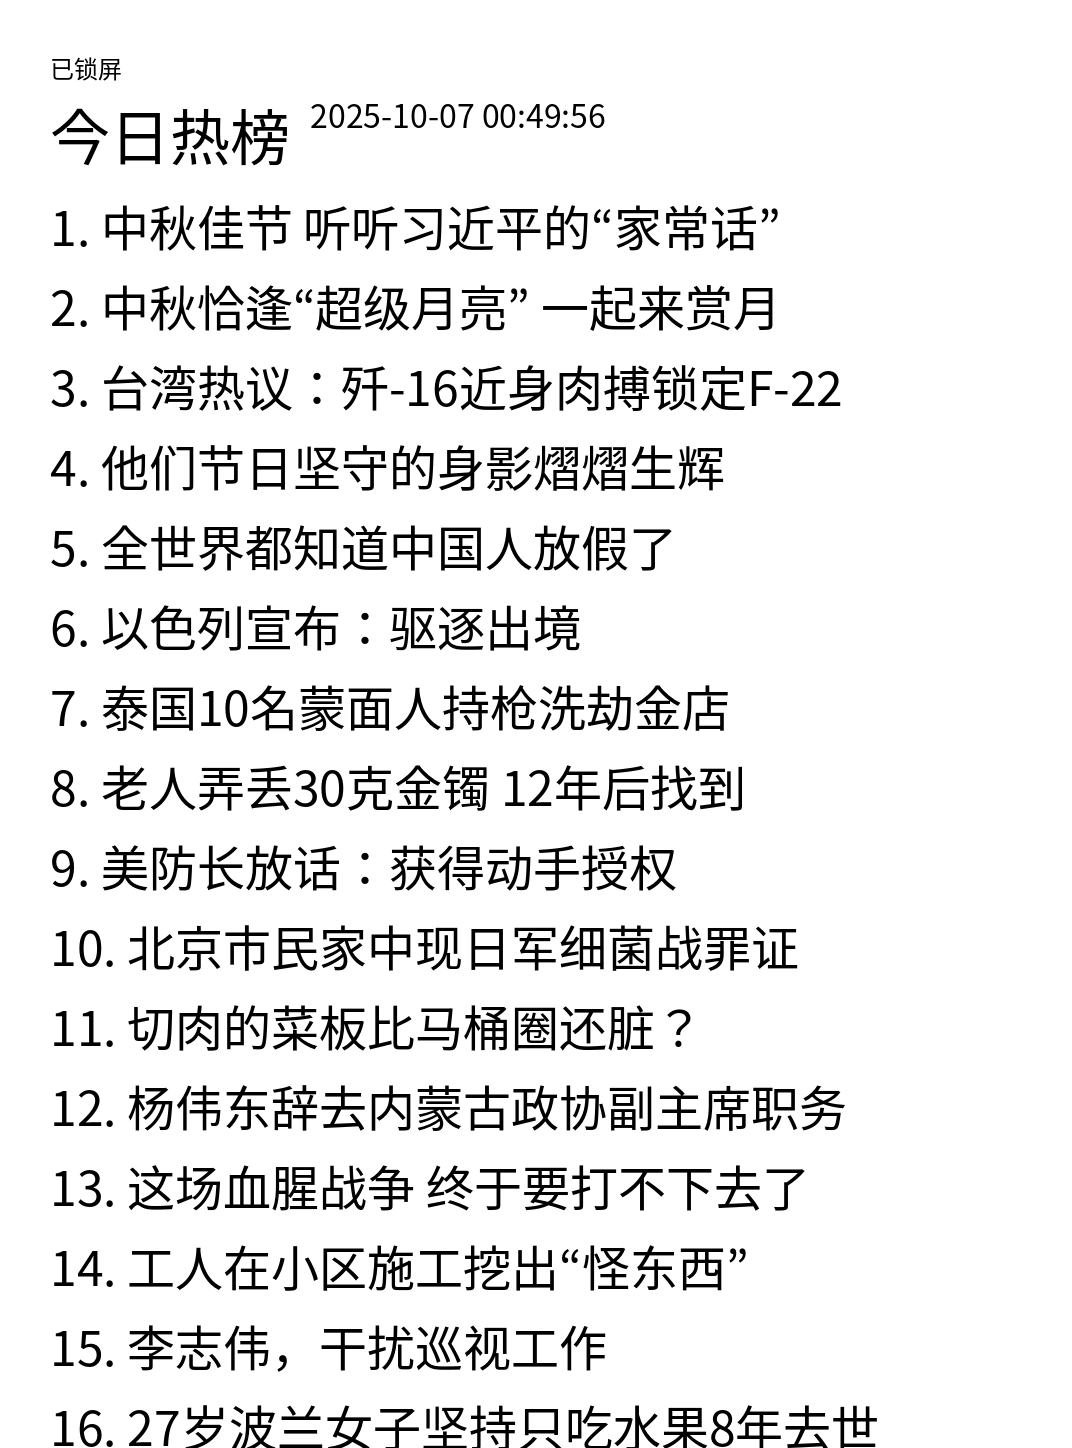 已锁屏
今日热榜 2025-10-07 00:49:56
1. 中秋佳节 听听习近平的“家常话”
2. 中秋恰逢“超级月亮” 一起来赏月
3. 台湾热议：歼-16近身肉搏锁定F-22
4. 他们节日坚守的身影熠熠生辉
5. 全世界都知道中国人放假了
6. 以色列宣布：驱逐出境
7. 泰国10名蒙面人持枪洗劫金店
8. 老人弄丢30克金镯 12年后找到
9. 美防长放话：获得动手授权
10. 北京市民家中现日军细菌战罪证
11. 切肉的菜板比马桶圈还脏？
12. 杨伟东辞去内蒙古政协副主席职务
13. 这场血腥战争 终于要打不下去了
14. 工人在小区施工挖出“怪东西”
15. 李志伟，干扰巡视工作
16. 27岁波兰女子坚持只吃水果8年去世